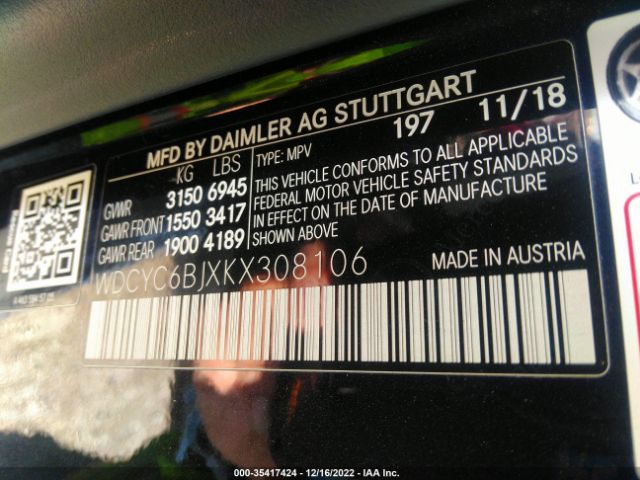 MFD BY DAIMLER AG STUTTGART
197 11/18
KG LBS
GVWR 3150 6945
GAWR FRONT 1550 3417
GAWR REAR 1900 4189
TYPE: MPV
THIS VEHICLE CONFORMS TO ALL APPLICABLE
FEDERAL MOTOR VEHICLE SAFETY STANDARDS
IN EFFECT ON THE DATE OF MANUFACTURE
SHOWN ABOVE
WDCYC6BJXKX308106 MADE IN AUSTRIA
000-35417424 - 12/16/2022 - IAA Inc.